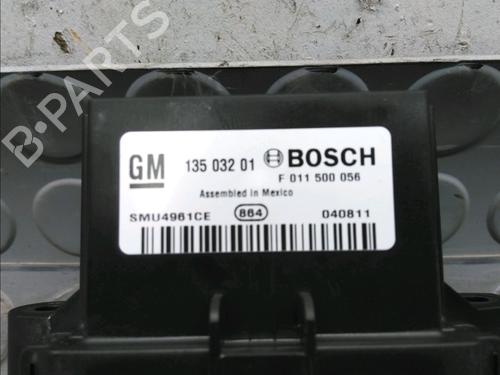 B-PARTS
GM 135 032 01 BOSCH
F 011 500 056
Assembled in Mexico
SMU4961CE 864 040811